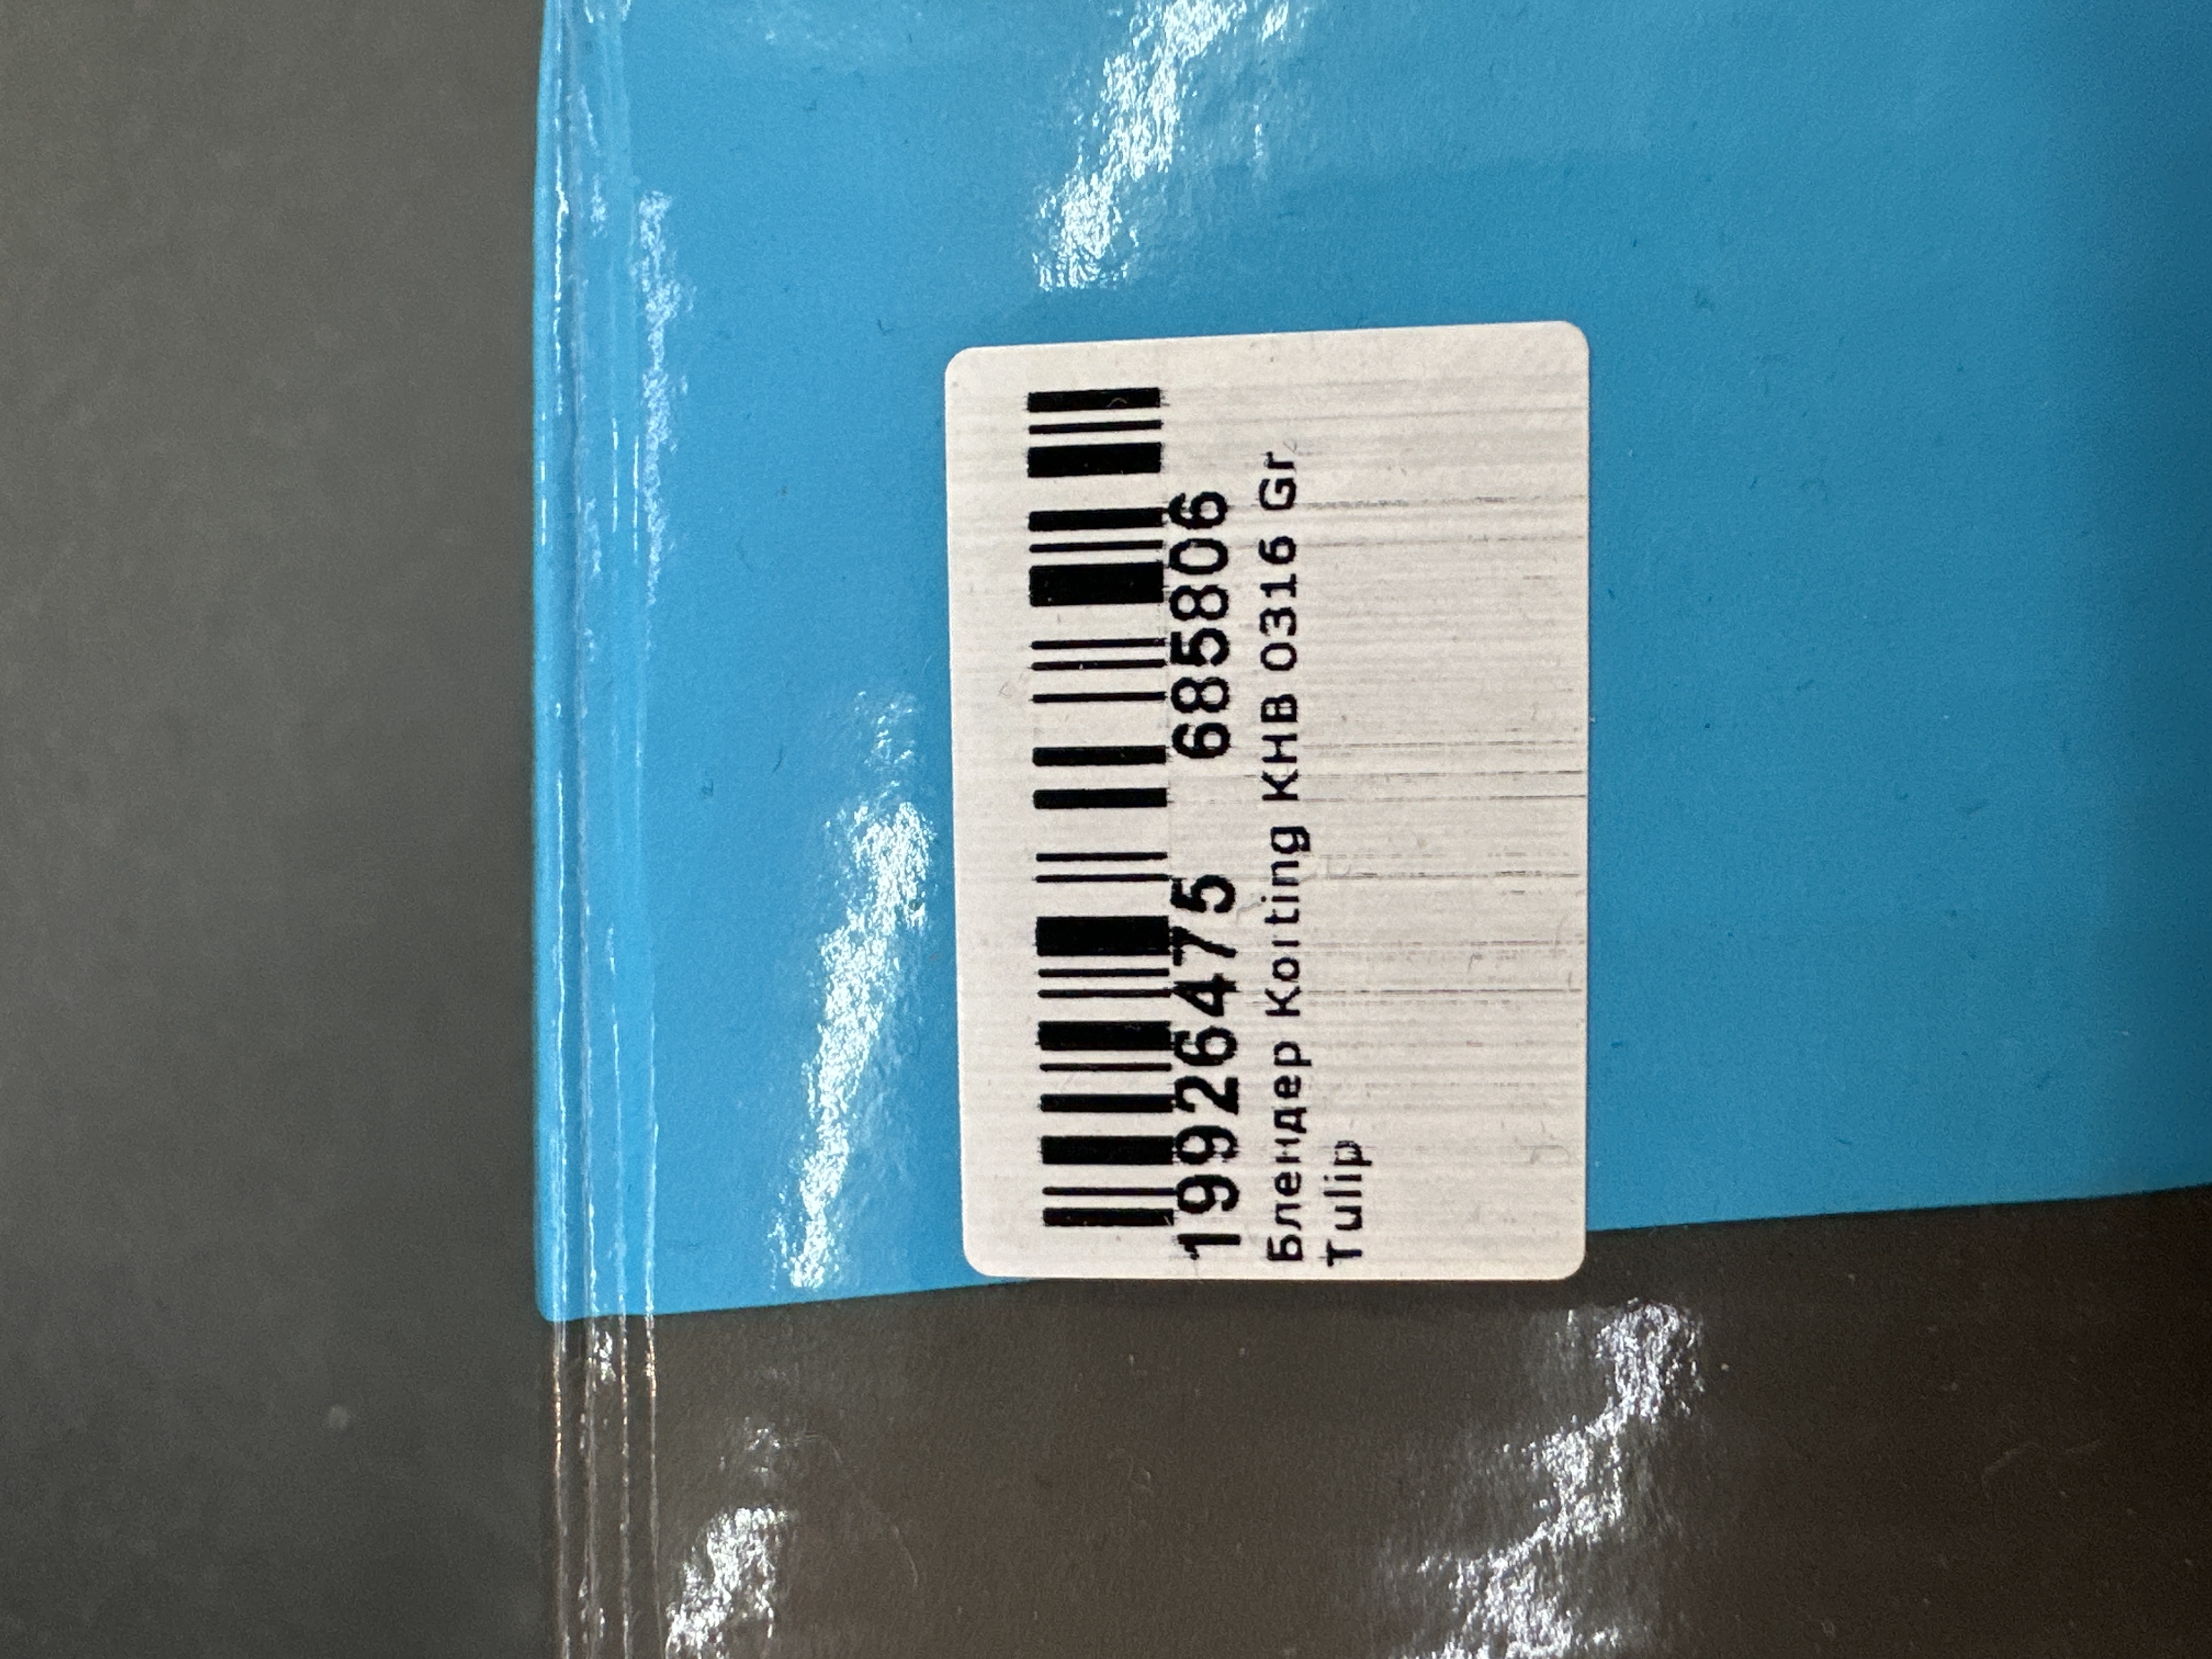 19926475 685806
Блендер Korting KHB 0316 Gr
Tulip